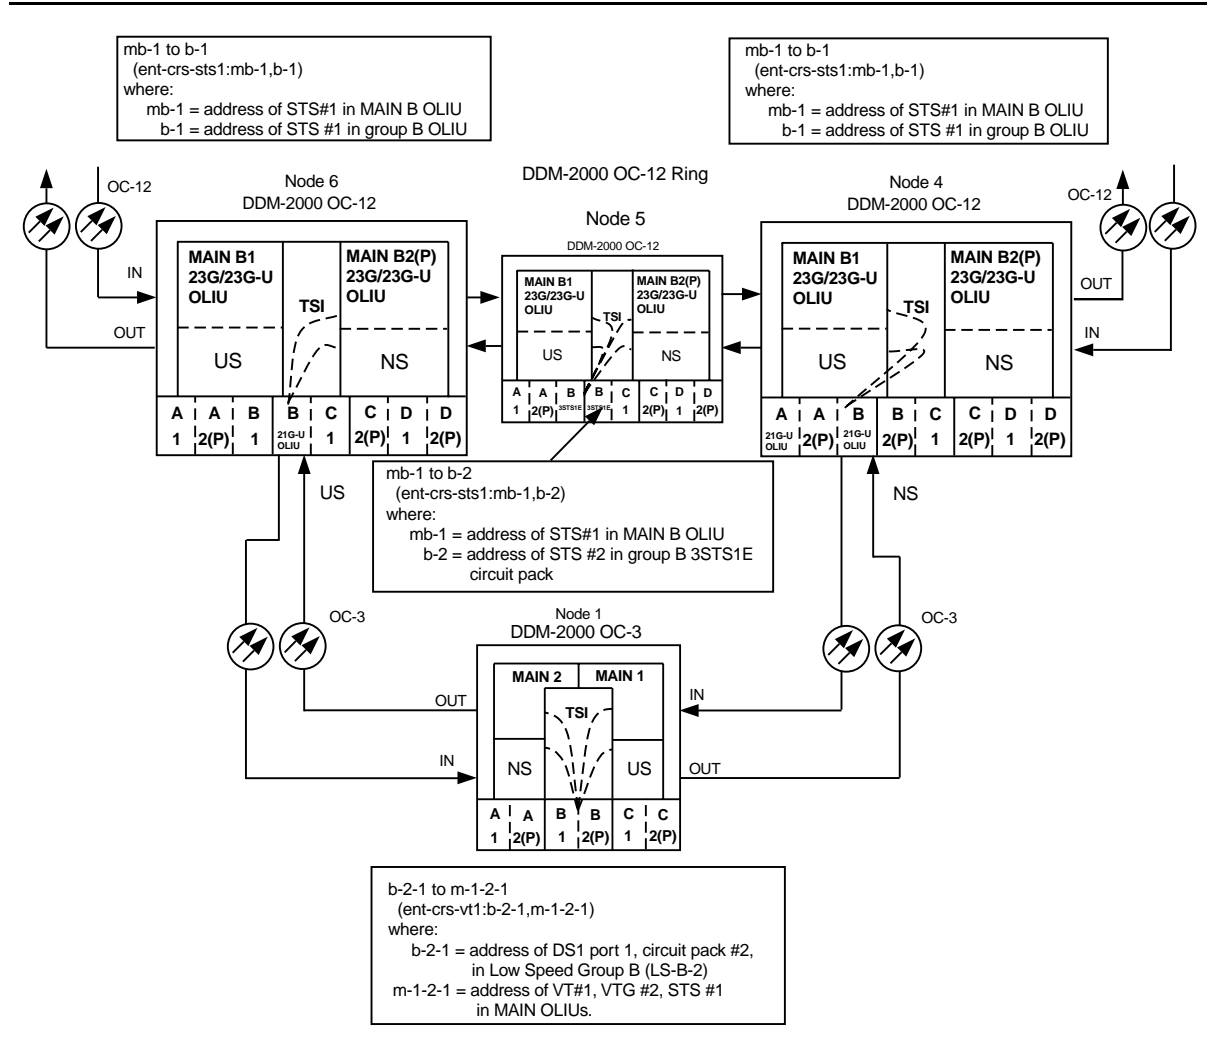 mb-1 to b-1
(ent-crs-sts1:mb-1,b-1)
where:
mb-1 = address of STS#1 in MAIN B OLIU
b-1 = address of STS #1 in group B OLIU
mb-1 to b-1
(ent-crs-sts1:mb-1,b-1)
where:
mb-1 = address of STS#1 in MAIN B OLIU
b-1 = address of STS #1 in group B OLIU
DDM-2000 OC-12 Ring
OC-12
Node 6
DDM-2000 OC-12
IN
OUT
MAIN B1
23G/23G-U
OLIU
TSI
MAIN B2(P)
23G/23G-U
OLIU
US
NS
A A B B C C D D
1 2(P) 1 21G-U OLIU 1 2(P) 1 2(P)
Node 5
DDM-2000 OC-12
MAIN B1
23G/23G-U
OLIU
TSI
MAIN B2(P)
23G/23G-U
OLIU
US
NS
A A B B C C D D
1 2(P) 3STS1E 3STS1E 1 2(P) 1 2(P)
Node 4
DDM-2000 OC-12
OC-12
OUT
IN
MAIN B1
23G/23G-U
OLIU
TSI
MAIN B2(P)
23G/23G-U
OLIU
US
NS
A A B B C C D D
21G-U OLIU 2(P) 21G-U OLIU 2(P) 1 2(P) 1 2(P)
US
NS
mb-1 to b-2
(ent-crs-sts1:mb-1,b-2)
where:
mb-1 = address of STS#1 in MAIN B OLIU
b-2 = address of STS #2 in group B 3STS1E
circuit pack
OC-3
OC-3
Node 1
DDM-2000 OC-3
MAIN 2
MAIN 1
TSI
OUT
IN
IN
OUT
NS
US
A A B B C C
1 2(P) 1 2(P) 1 2(P)
b-2-1 to m-1-2-1
(ent-crs-vt1:b-2-1,m-1-2-1)
where:
b-2-1 = address of DS1 port 1, circuit pack #2,
in Low Speed Group B (LS-B-2)
m-1-2-1 = address of VT#1, VTG #2, STS #1
in MAIN OLIUs.